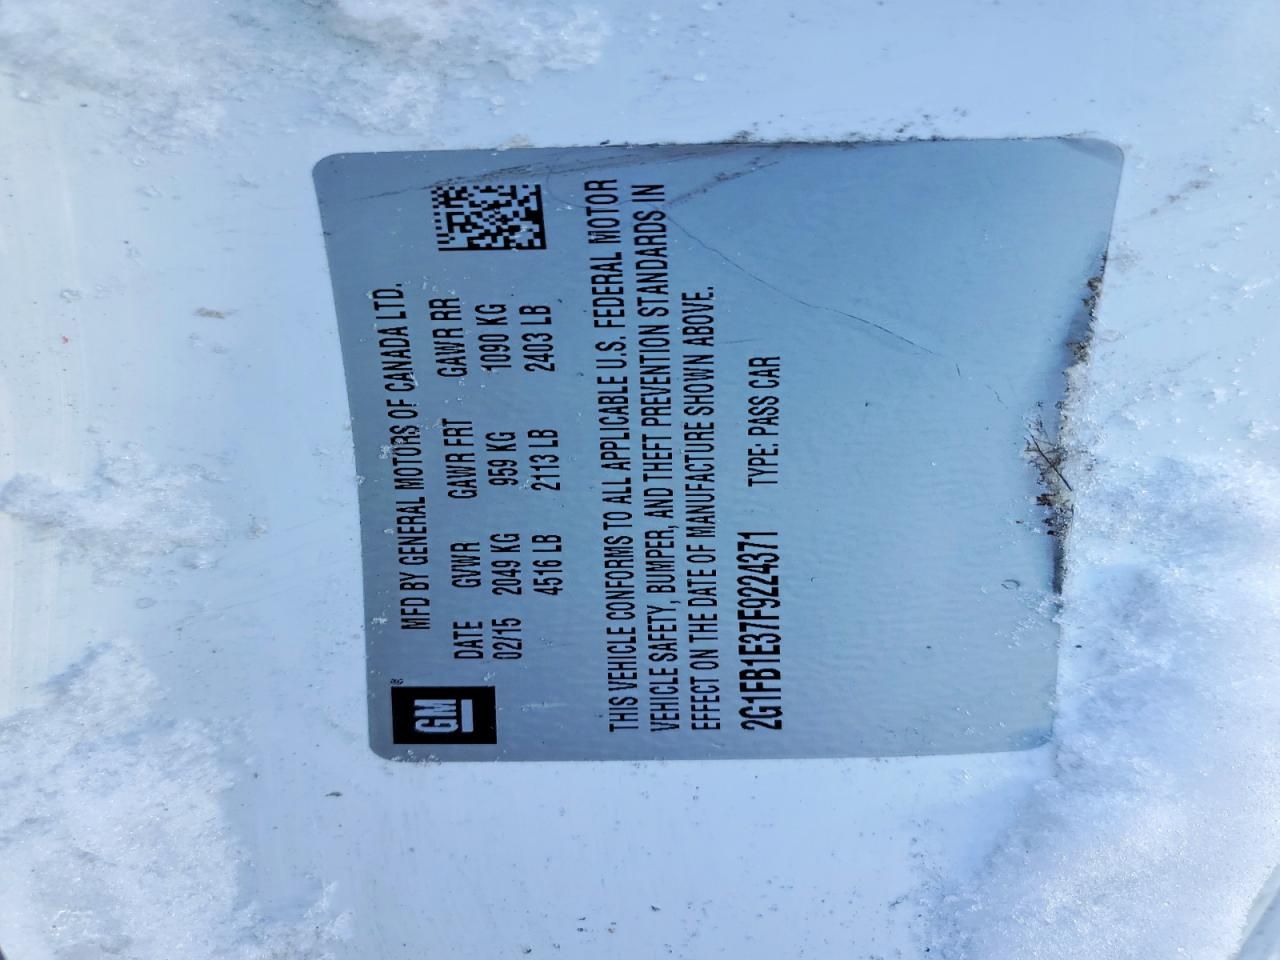 GM®
MFD BY GENERAL MOTORS OF CANADA LTD.
DATE GVWR GAWR FRT GAWR RR
02/15 2049 KG 959 KG 1090 KG
4516 LB 2113 LB 2403 LB
THIS VEHICLE CONFORMS TO ALL APPLICABLE U.S. FEDERAL MOTOR
VEHICLE SAFETY, BUMPER, AND THEFT PREVENTION STANDARDS IN
EFFECT ON THE DATE OF MANUFACTURE SHOWN ABOVE.
2G1FB1E37F9224371 TYPE: PASS CAR